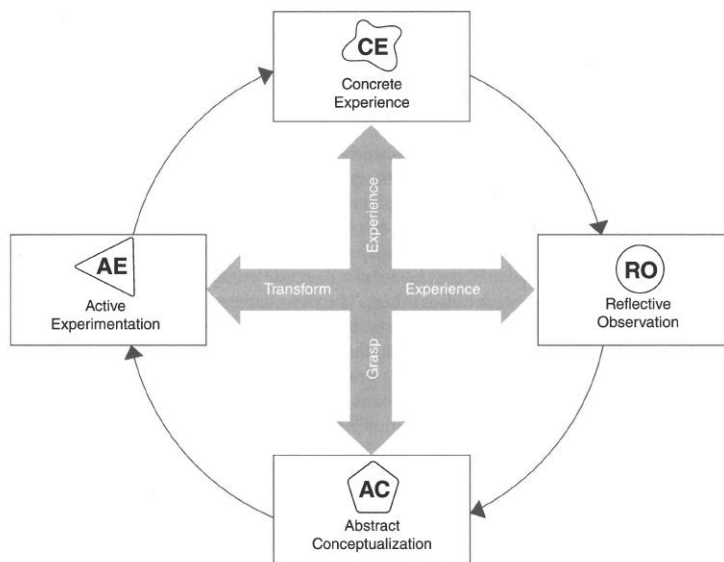 CE
Concrete
Experience
Experience
AE
Active
Experimentation
Transform
Experience
RO
Reflective
Observation
Grasp
AC
Abstract
Conceptualization